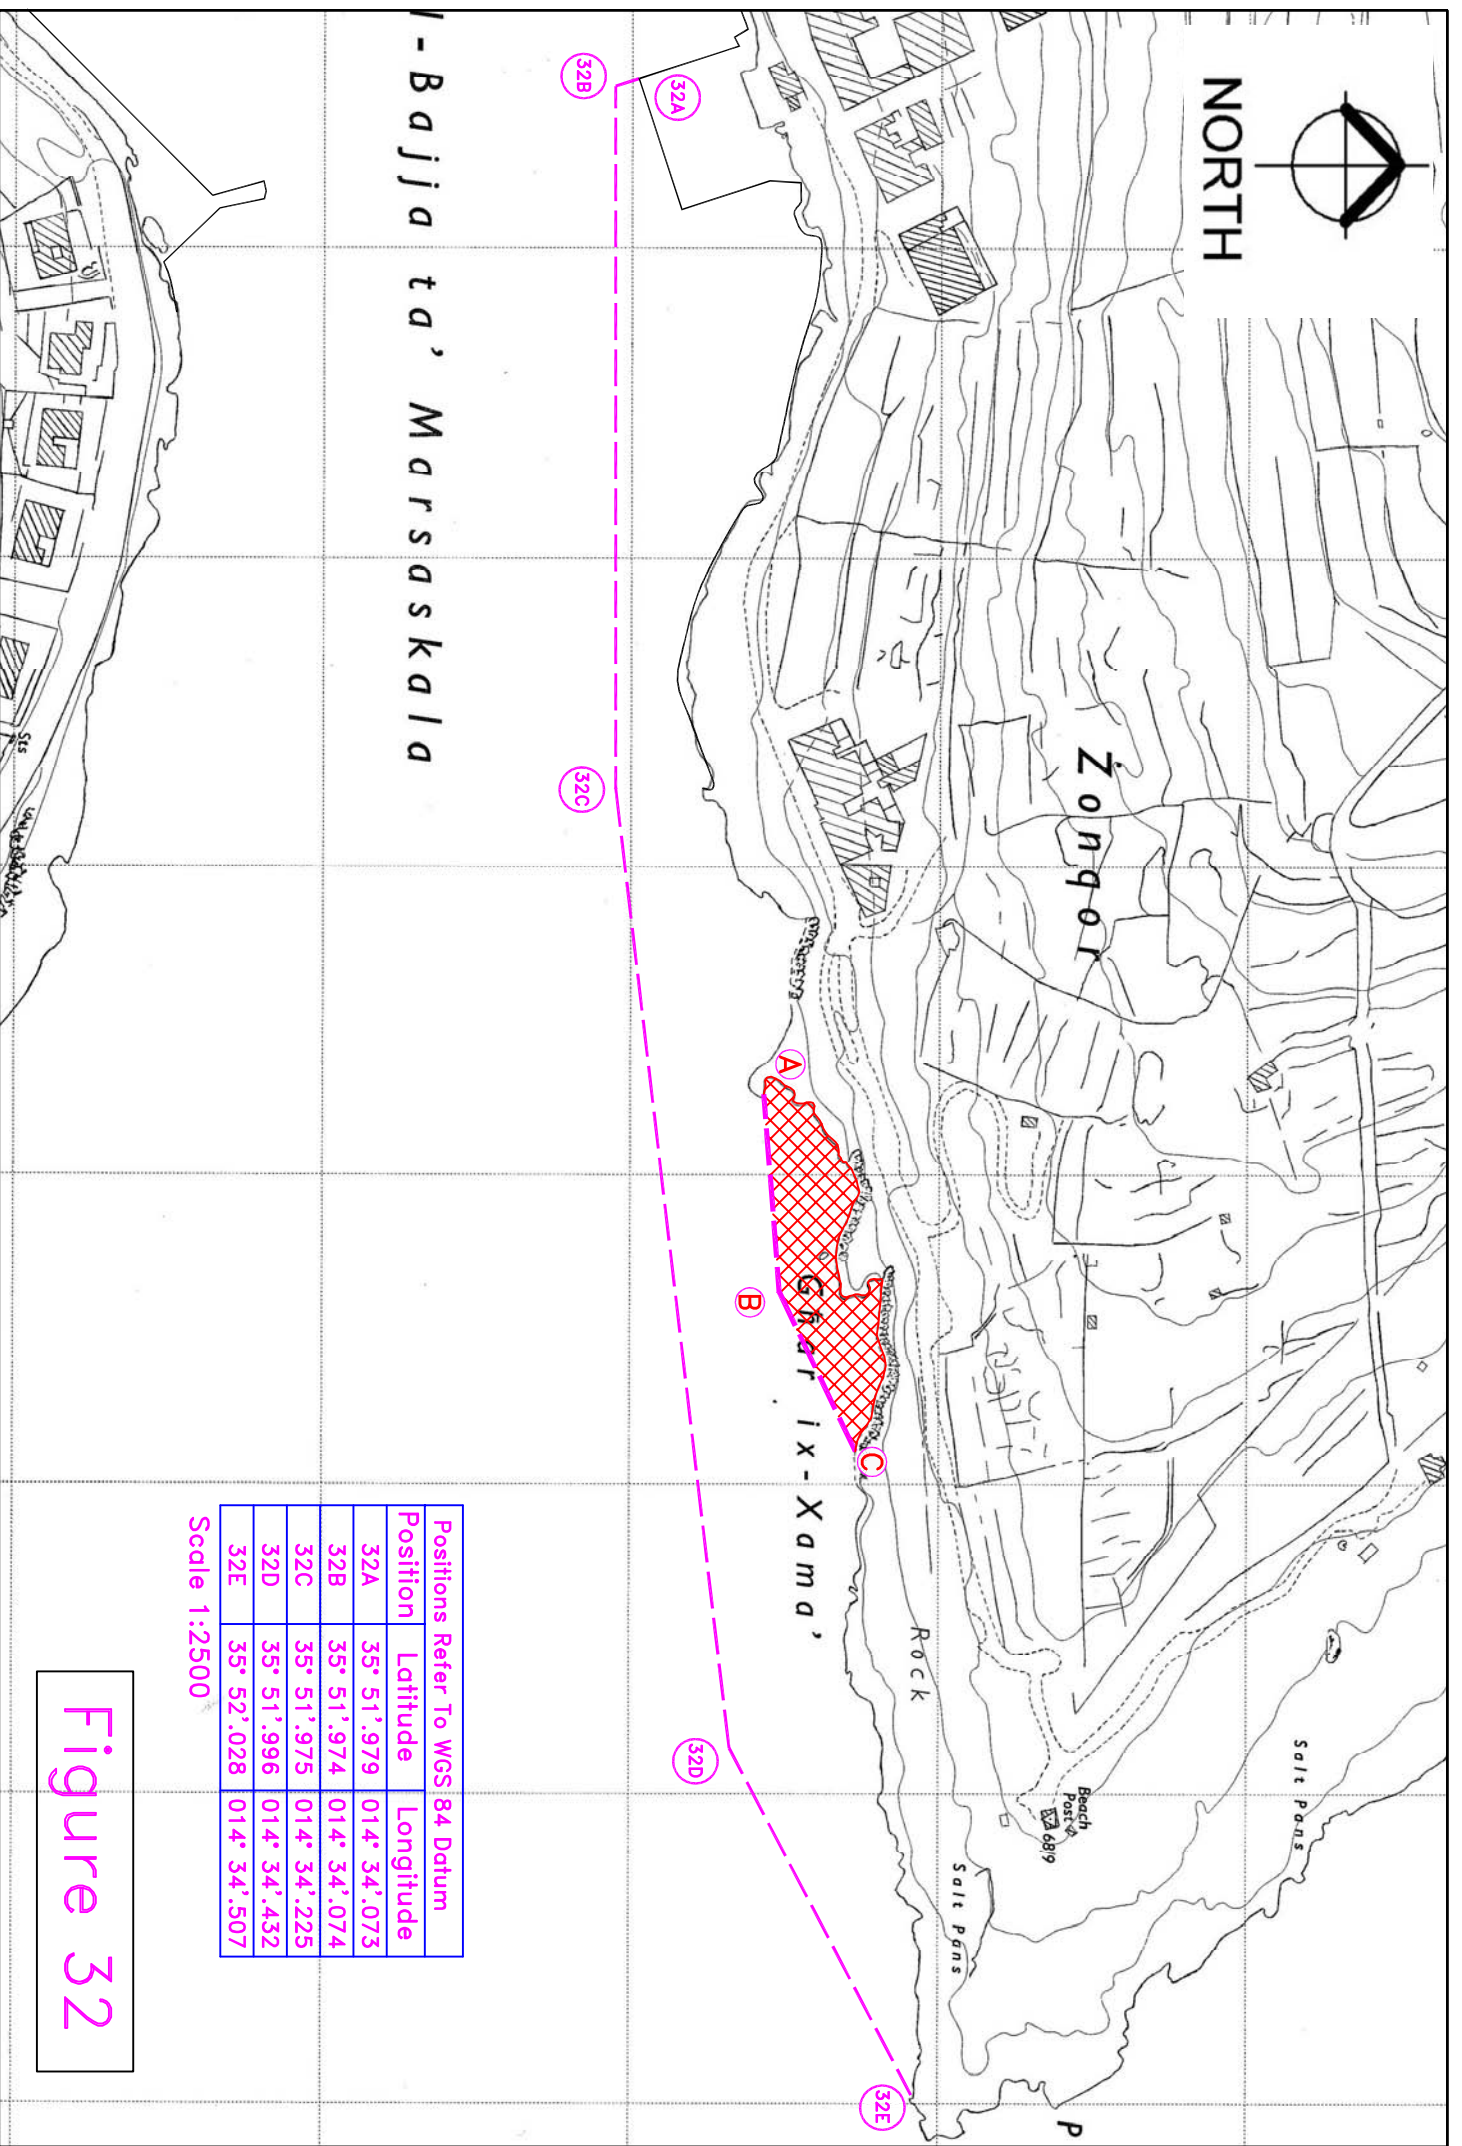 NORTH
Żonqor
Salt Pans
Beach
Post
68/9
Salt Pans
Rock
P
32A
32B
32C
32D
32E
A
B
C
Għar ix-Xama'
l-Bajja ta' Marsaskala
Sts
Positions Refer To WGS 84 Datum
Position Latitude Longitude
32A 35° 51'.979 014° 34'.073
32B 35° 51'.974 014° 34'.074
32C 35° 51'.975 014° 34'.225
32D 35° 51'.996 014° 34'.432
32E 35° 52'.028 014° 34'.507
Scale 1:2500
Figure 32